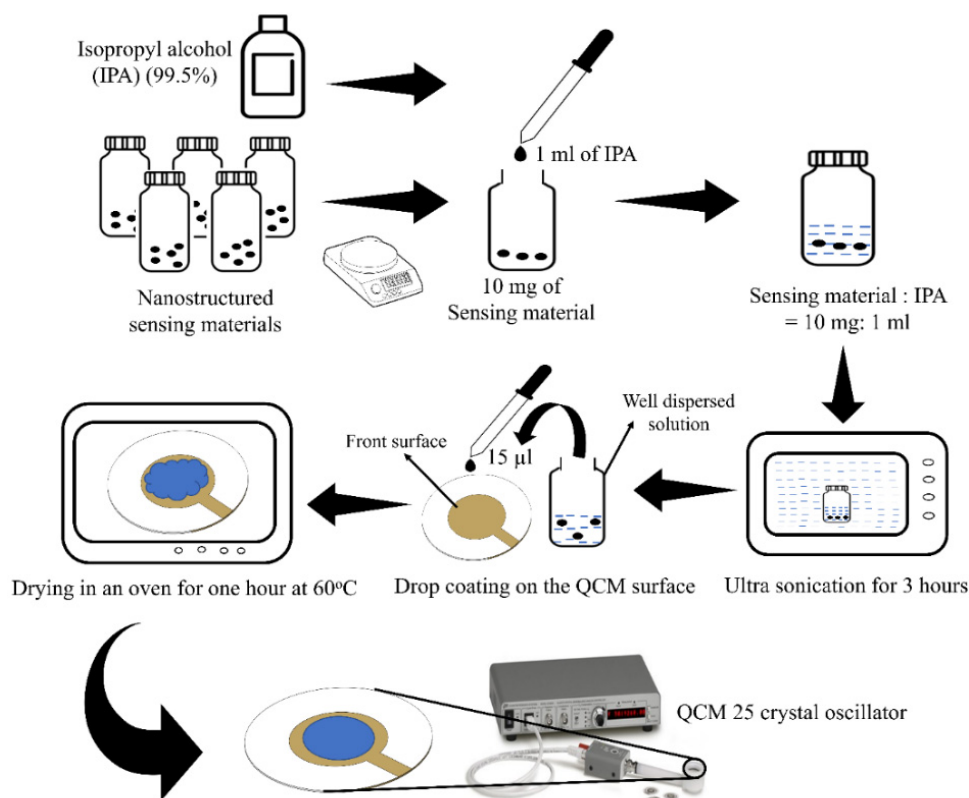 Isopropyl alcohol
(IPA) (99.5%)
1 ml of IPA
Nanostructured
sensing materials
10 mg of
Sensing material
Sensing material : IPA
= 10 mg: 1 ml
Front surface
15 µl
Well dispersed
solution
Drying in an oven for one hour at 60°C
Drop coating on the QCM surface
Ultra sonication for 3 hours
QCM 25 crystal oscillator